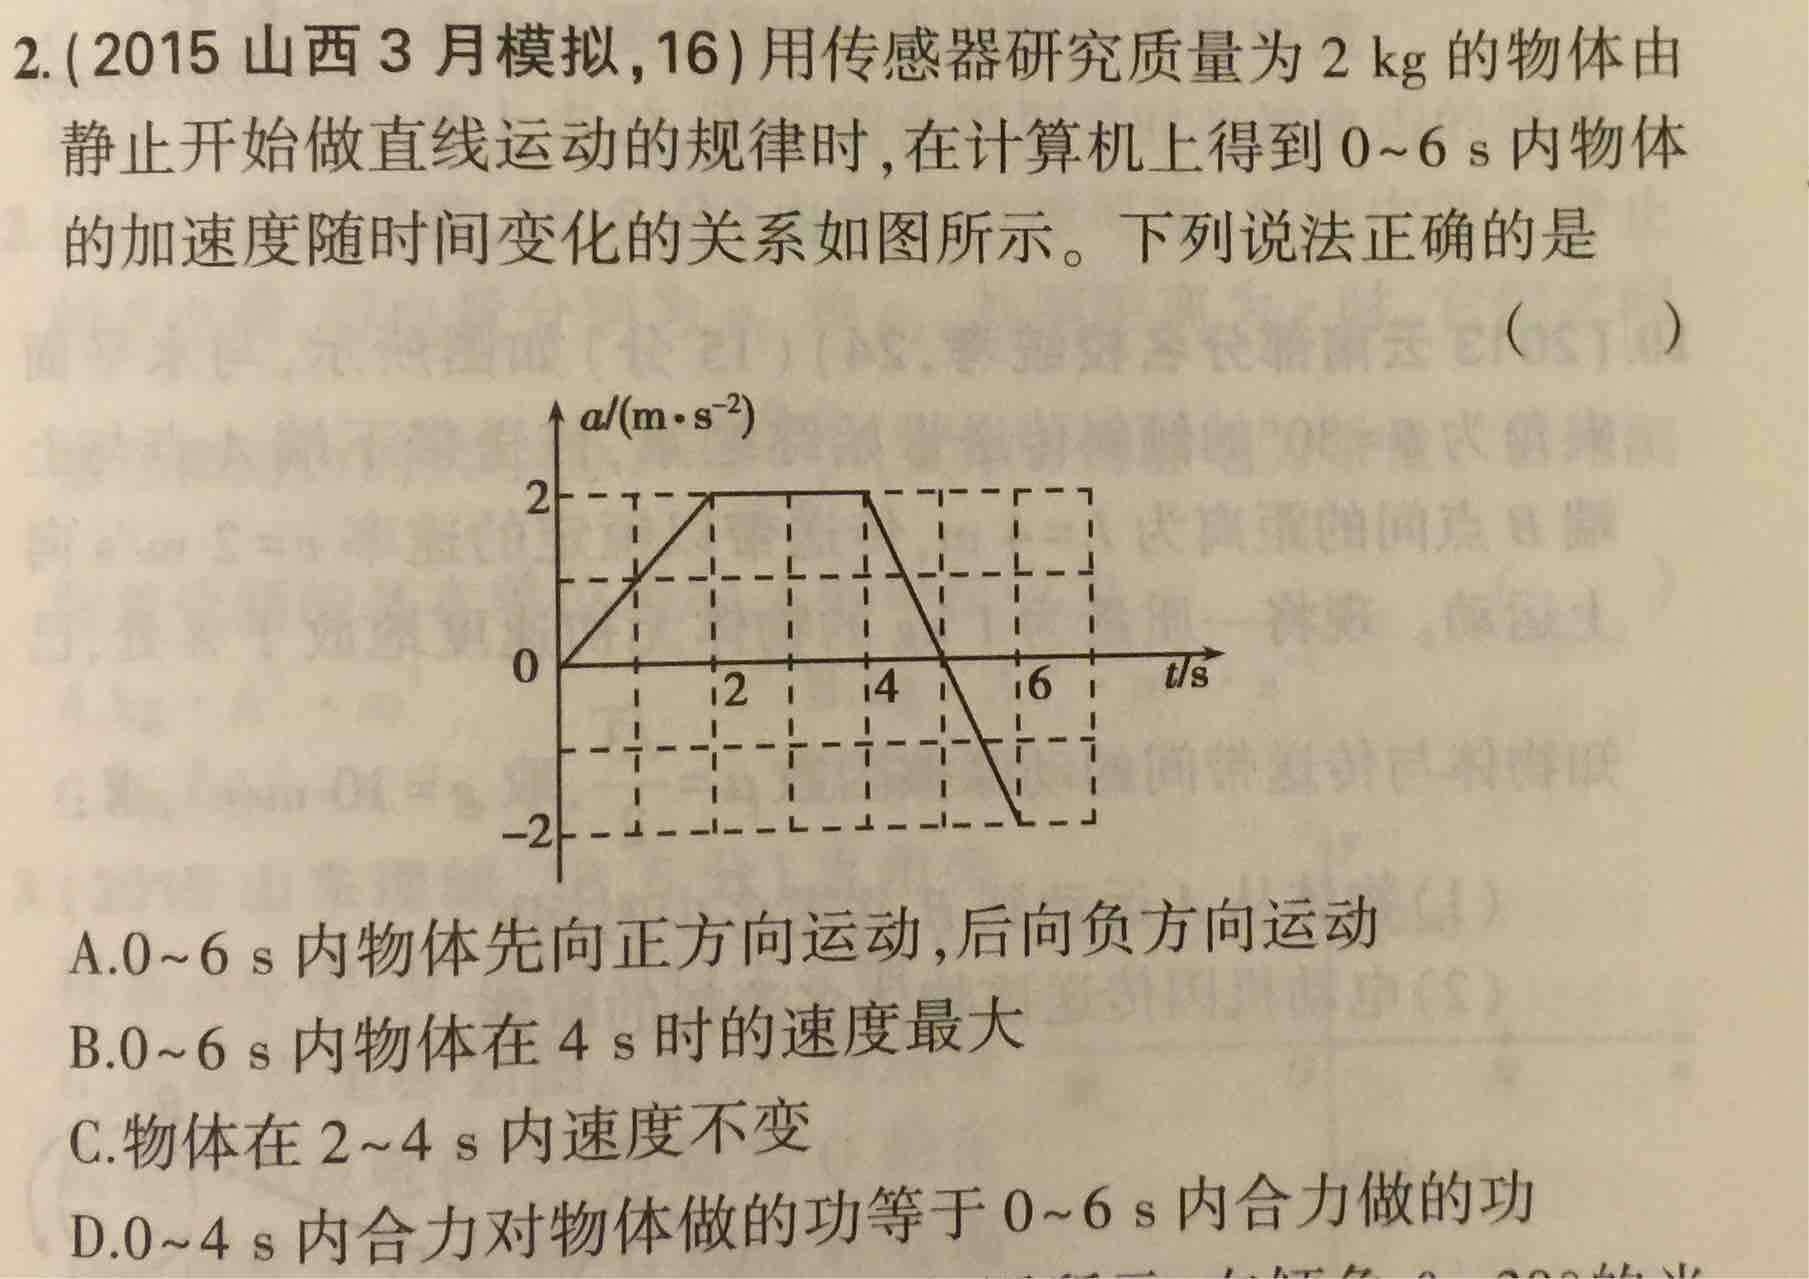 2.(2015 山西 3 月模拟,16)用传感器研究质量为 2 kg 的物体由
静止开始做直线运动的规律时,在计算机上得到 0~6 s 内物体
的加速度随时间变化的关系如图所示。下列说法正确的是
(    )
a/(m·s⁻²)
2
0
2
4
6
t/s
-2
A.0~6 s 内物体先向正方向运动,后向负方向运动
B.0~6 s 内物体在 4 s 时的速度最大
C.物体在 2~4 s 内速度不变
D.0~4 s 内合力对物体做的功等于 0~6 s 内合力做的功